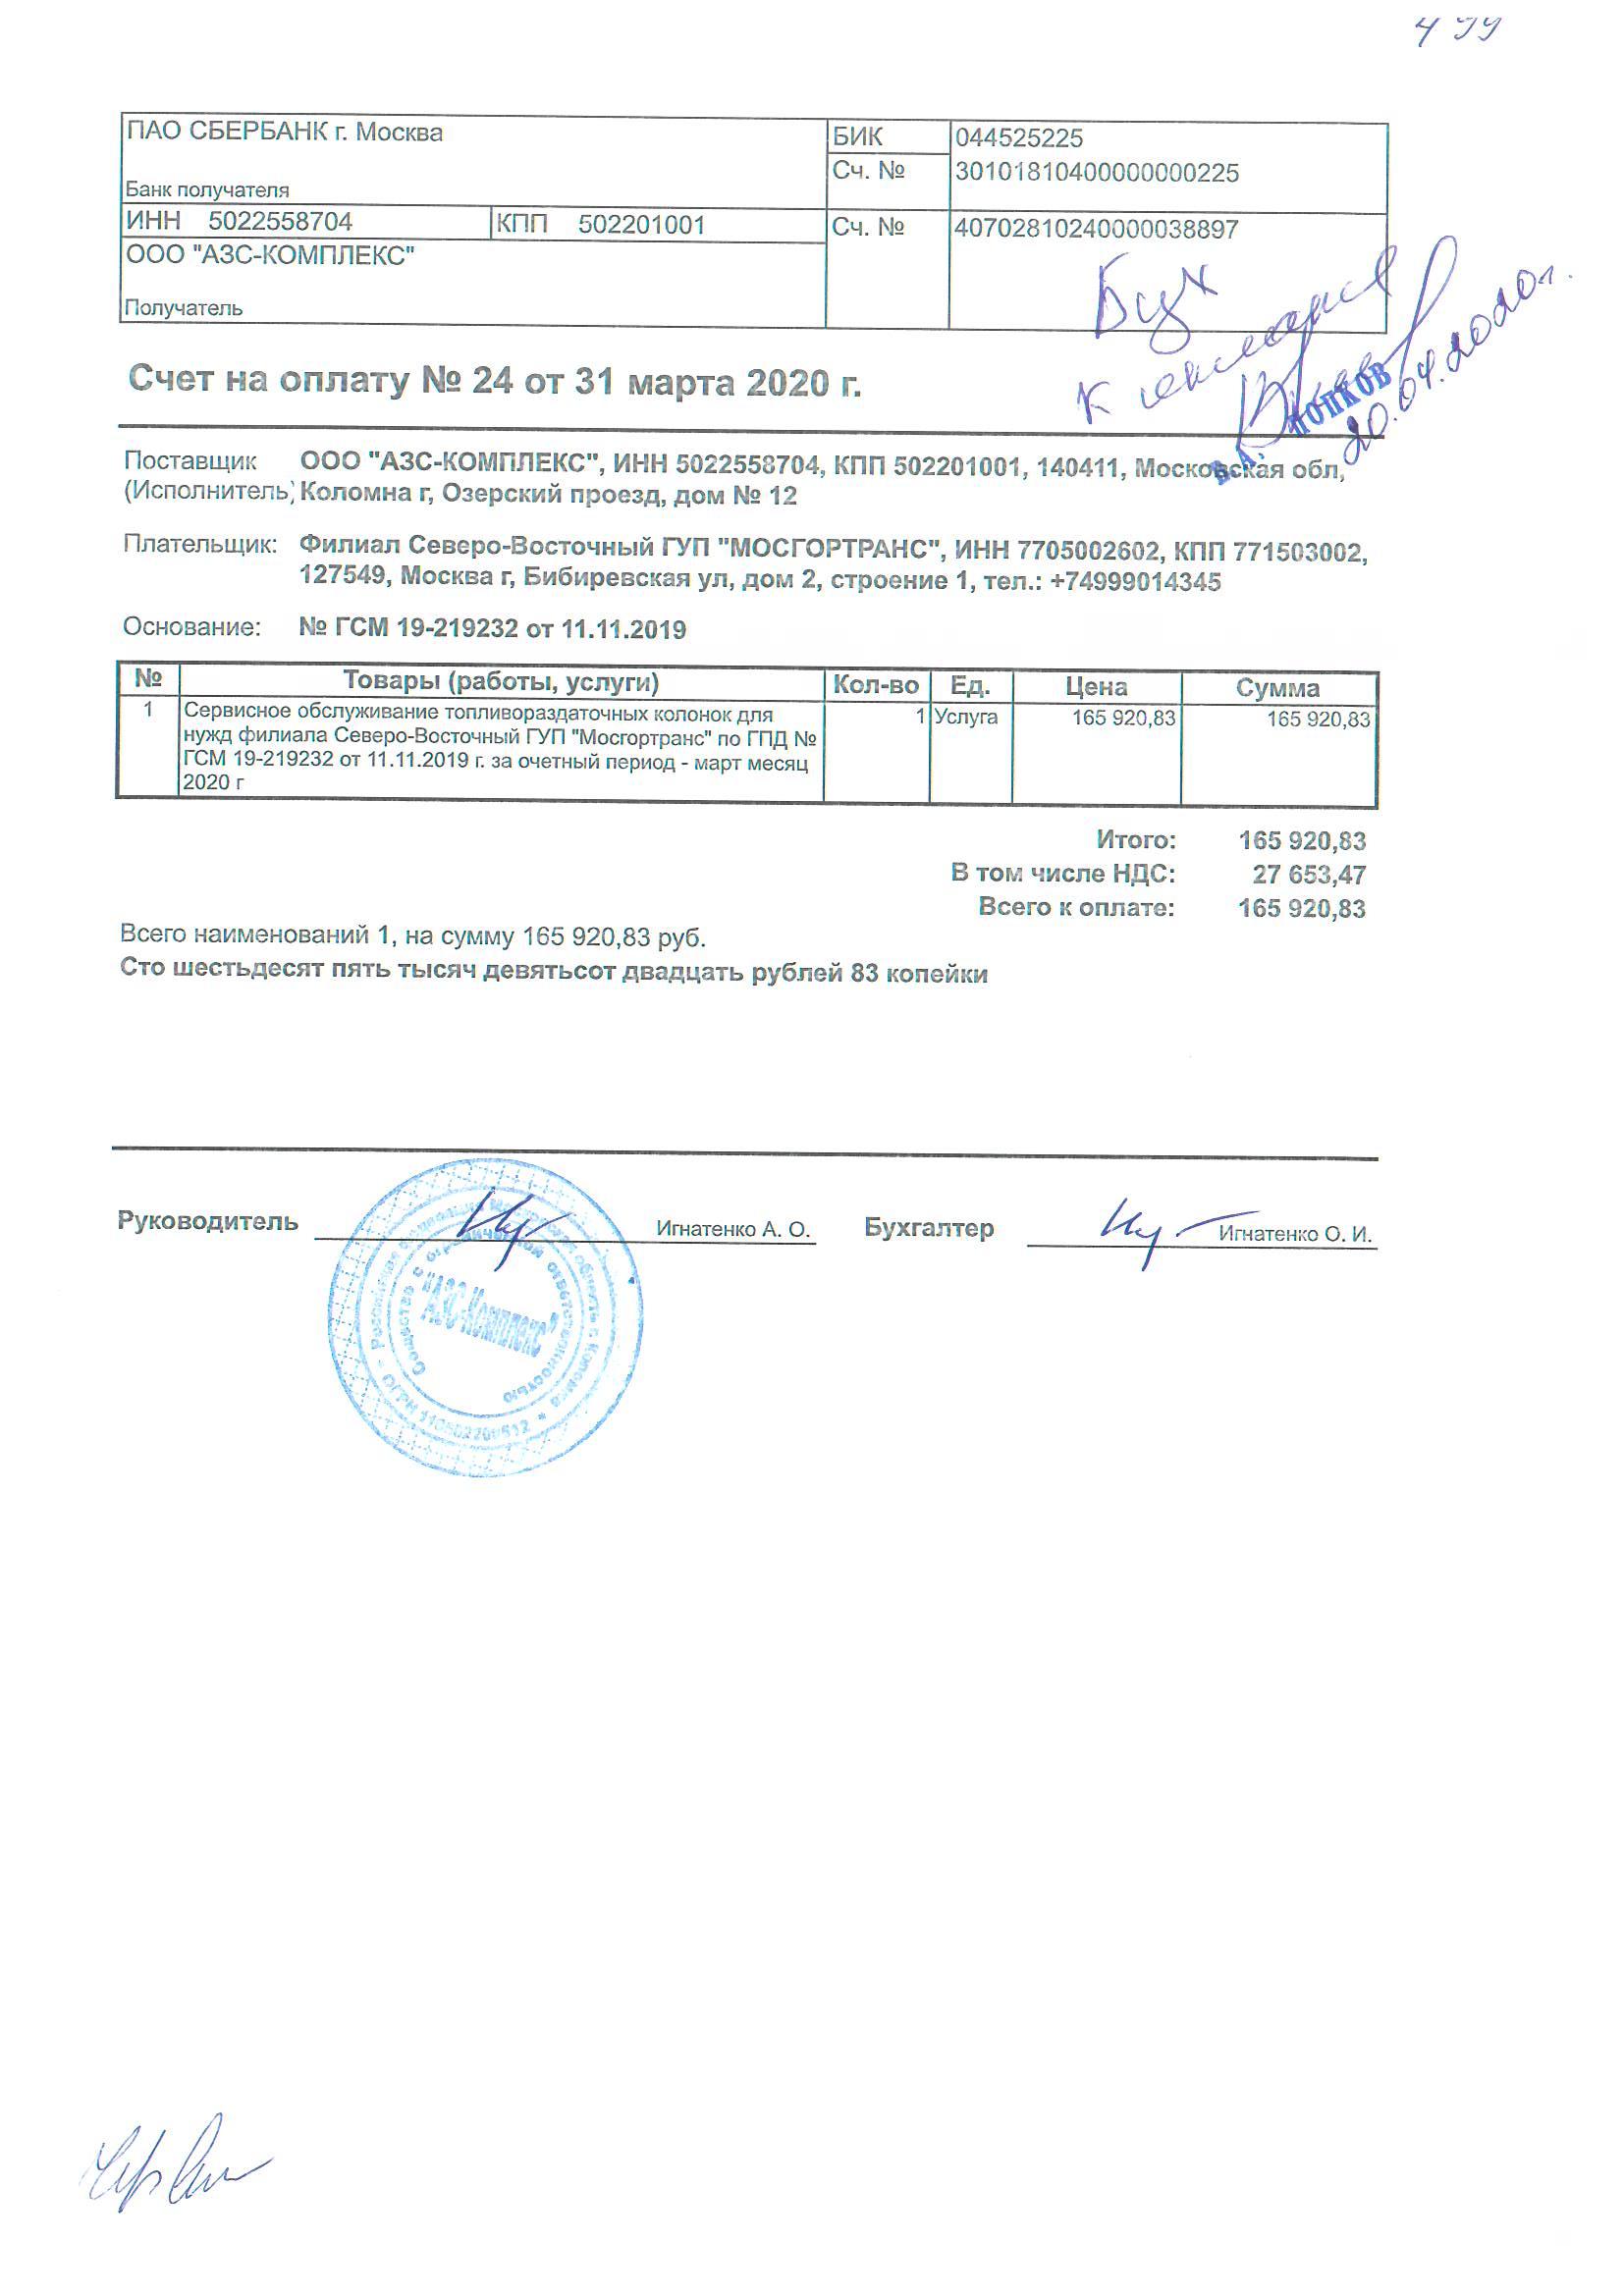 499
ПАО СБЕРБАНК г. Москва
БИК 044525225
Сч. № 30101810400000000225
Банк получателя
ИНН 5022558704 КПП 502201001 Сч. № 40702810240000038897
ООО "АЗС-КОМПЛЕКС"
Получатель
Бух
к
ПОПКОВ
В.А.
20.04.2020г.
Счет на оплату № 24 от 31 марта 2020 г.
Поставщик ООО "АЗС-КОМПЛЕКС", ИНН 5022558704, КПП 502201001, 140411, Московская обл,
(Исполнитель) Коломна г, Озерский проезд, дом № 12
Плательщик: Филиал Северо-Восточный ГУП "МОСГОРТРАНС", ИНН 7705002602, КПП 771503002,
127549, Москва г, Бибиревская ул, дом 2, строение 1, тел.: +74999014345
Основание: № ГСМ 19-219232 от 11.11.2019
№ Товары (работы, услуги) Кол-во Ед. Цена Сумма
1 Сервисное обслуживание топливораздаточных колонок для 1 Услуга 165 920,83 165 920,83
нужд филиала Северо-Восточный ГУП "Мосгортранс" по ГПД №
ГСМ 19-219232 от 11.11.2019 г. за очетный период - март месяц
2020 г
Итого: 165 920,83
В том числе НДС: 27 653,47
Всего к оплате: 165 920,83
Всего наименований 1, на сумму 165 920,83 руб.
Сто шестьдесят пять тысяч девятьсот двадцать рублей 83 копейки
Руководитель Игнатенко А. О. Бухгалтер Игнатенко О. И.
Российская Федерация Московская область г. Коломна
Общество с ограниченной ответственностью
"АЗС-Комплекс"
ОГРН